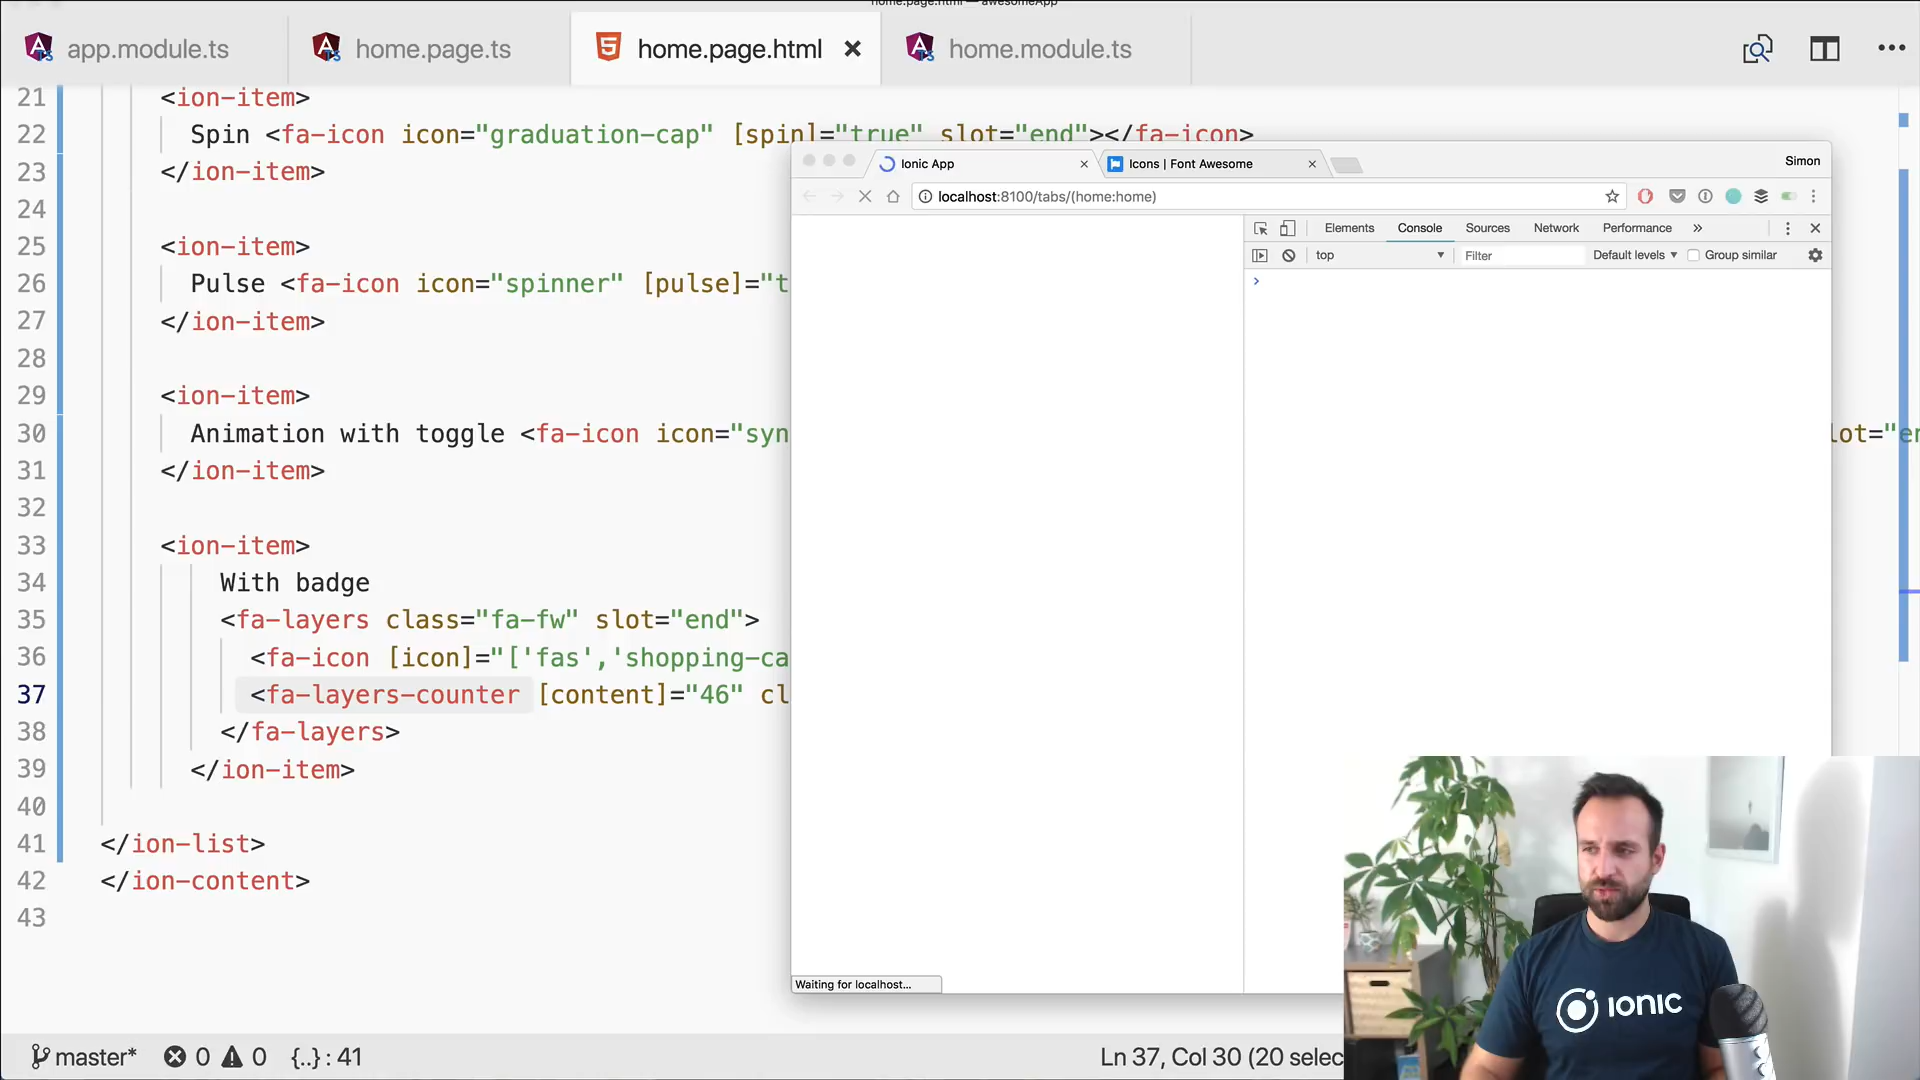 home.page.html — awesomeApp
app.module.ts
home.page.ts
home.page.html
home.module.ts
21 <ion-item>
22 Spin <fa-icon icon="graduation-cap" [spin]="true" slot="end"></fa-icon>
23 </ion-item>
24
25 <ion-item>
26 Pulse <fa-icon icon="spinner" [pulse]="t
27 </ion-item>
28
29 <ion-item>
30 Animation with toggle <fa-icon icon="syn
lot="en
31 </ion-item>
32
33 <ion-item>
34 With badge
35 <fa-layers class="fa-fw" slot="end">
36 <fa-icon [icon]="['fas','shopping-ca
37 <fa-layers-counter [content]="46" cl
38 </fa-layers>
39 </ion-item>
40
41 </ion-list>
42 </ion-content>
43
Ionic App
Icons | Font Awesome
Simon
localhost:8100/tabs/(home:home)
Elements Console Sources Network Performance »
top
Filter
Default levels
Group similar
Waiting for localhost...
IONIC
master* 0 0 {..} : 41
Ln 37, Col 30 (20 selec